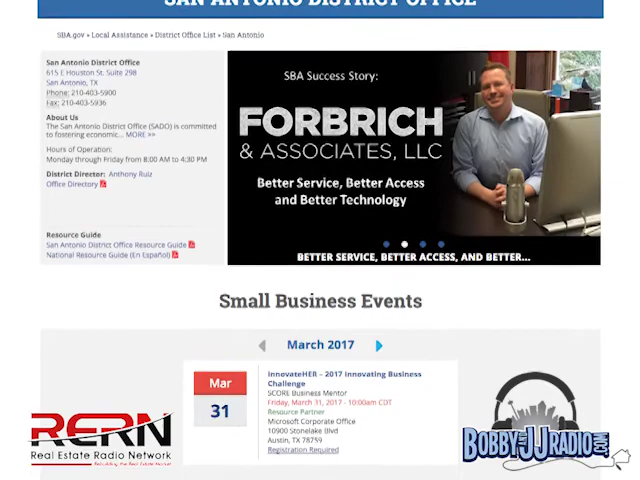 SAN ANTONIO DISTRICT OFFICE
SBA.gov » Local Assistance » District Office List » San Antonio
San Antonio District Office
615 E Houston St. Suite 298
San Antonio, TX
Phone: 210-403-5900
Fax: 210-403-5936
About Us
The San Antonio District Office (SADO) is committed
to fostering economic... MORE >>
Hours of Operation:
Monday through Friday from 8:00 AM to 4:30 PM
District Director: Anthony Ruiz
Office Directory
Resource Guide
San Antonio District Office Resource Guide
National Resource Guide (En Español)
SBA Success Story:
FORBRICH
& ASSOCIATES, LLC
Better Service, Better Access
and Better Technology
BETTER SERVICE, BETTER ACCESS, AND BETTER...
Small Business Events
March 2017
Mar
31
InnovateHER – 2017 Innovating Business
Challenge
SCORE Business Mentor
Friday, March 31, 2017 - 10:00am CDT
Resource Partner
Microsoft Corporate Office
10900 Stonelake Blvd
Austin, TX 78759
Registration Required
RERN
Real Estate Radio Network
Rebuilding the Real Estate Market
BOBBY AND JJ RADIO.COM